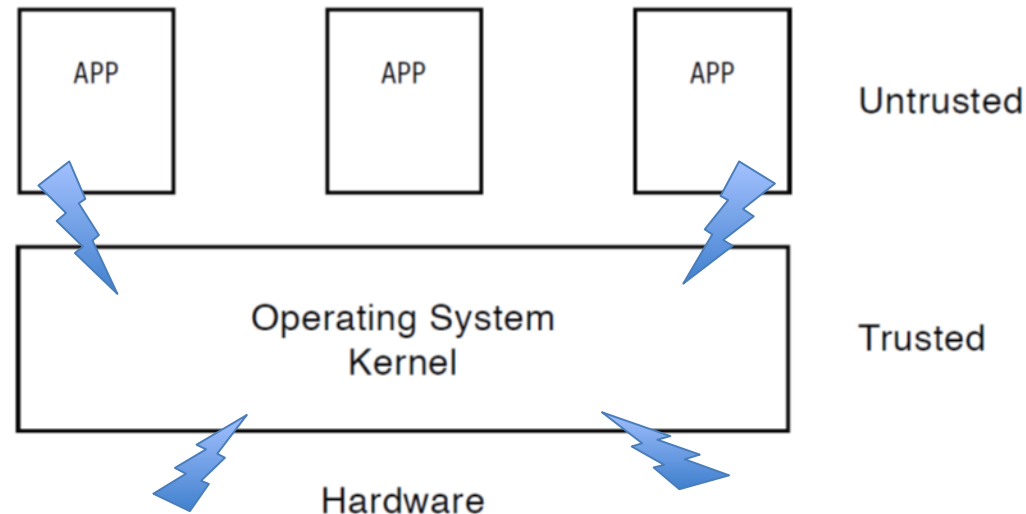 APP
APP
APP
Untrusted
Operating System
Kernel
Trusted
Hardware